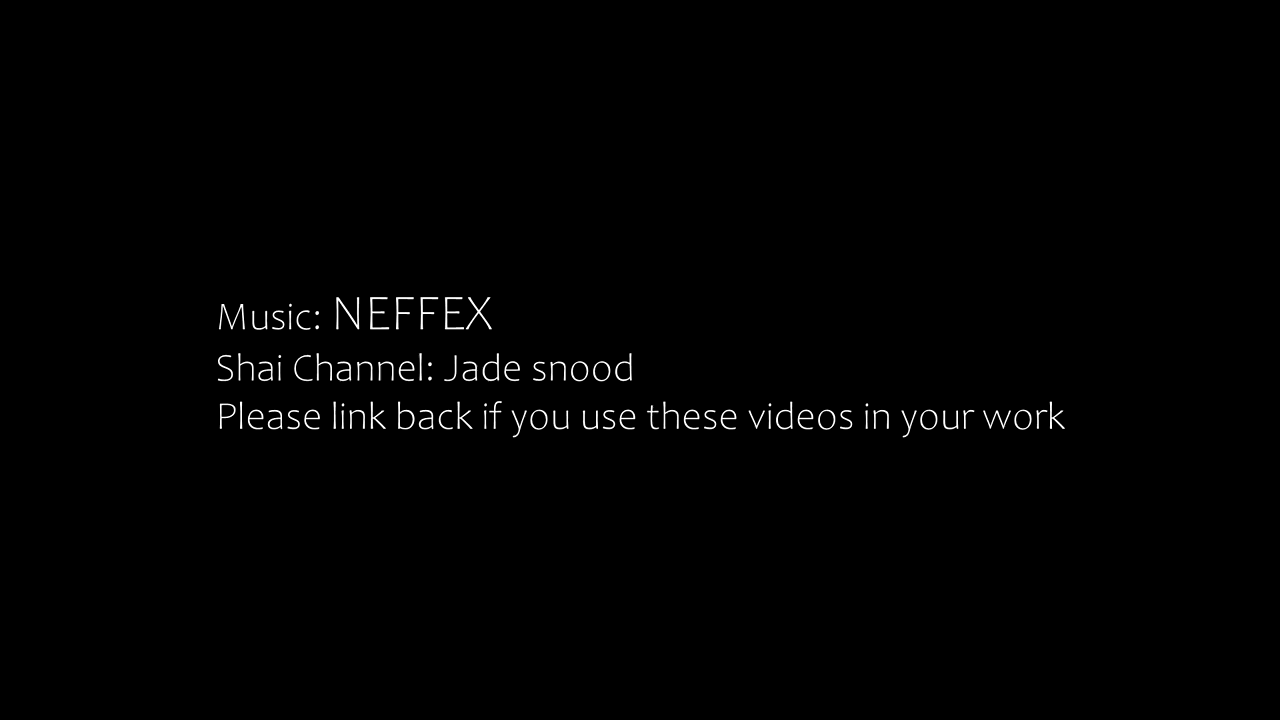 Music: NEFFEX
Shai Channel: Jade snood
Please link back if you use these videos in your work